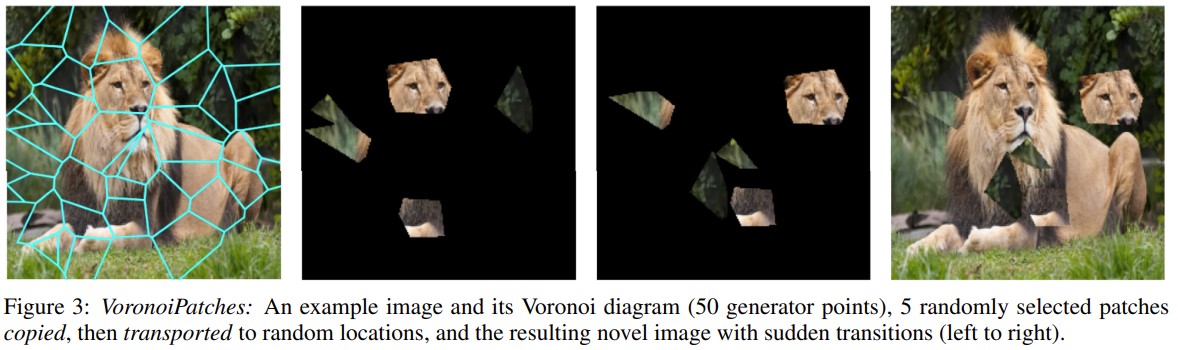 Figure 3: VoronoiPatches: An example image and its Voronoi diagram (50 generator points), 5 randomly selected patches
copied, then transported to random locations, and the resulting novel image with sudden transitions (left to right).